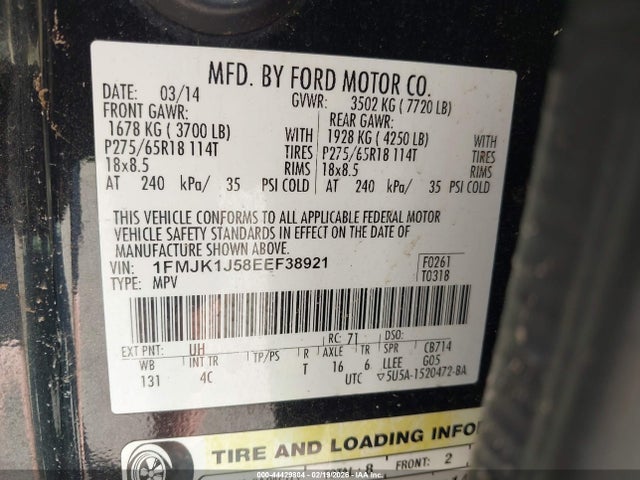 MFD. BY FORD MOTOR CO.
DATE: 03/14 GVWR: 3502 KG ( 7720 LB)
FRONT GAWR: REAR GAWR:
1678 KG ( 3700 LB) WITH 1928 KG ( 4250 LB) WITH
P275/65R18 114T TIRES P275/65R18 114T TIRES
18x8.5 RIMS 18x8.5 RIMS
AT 240 kPa/ 35 PSI COLD AT 240 kPa/ 35 PSI COLD
THIS VEHICLE CONFORMS TO ALL APPLICABLE FEDERAL MOTOR
VEHICLE SAFETY STANDARDS IN EFFECT ON THE DATE OF
MANUFACTURE SHOWN ABOVE.
VIN: 1FMJK1J58EEF38921 F0261
TYPE: MPV T0318
RC: 71 DSO:
EXT PNT: UH R AXLE TR SPR CB714
WB INT TR TP/PS T 16 6 LLEE G05
131 4C UTC ▽5U5A-1520472-BA
TIRE AND LOADING INFO
8 FRONT: 2
000-44429804 - 02/19/2026 - IAAI.com